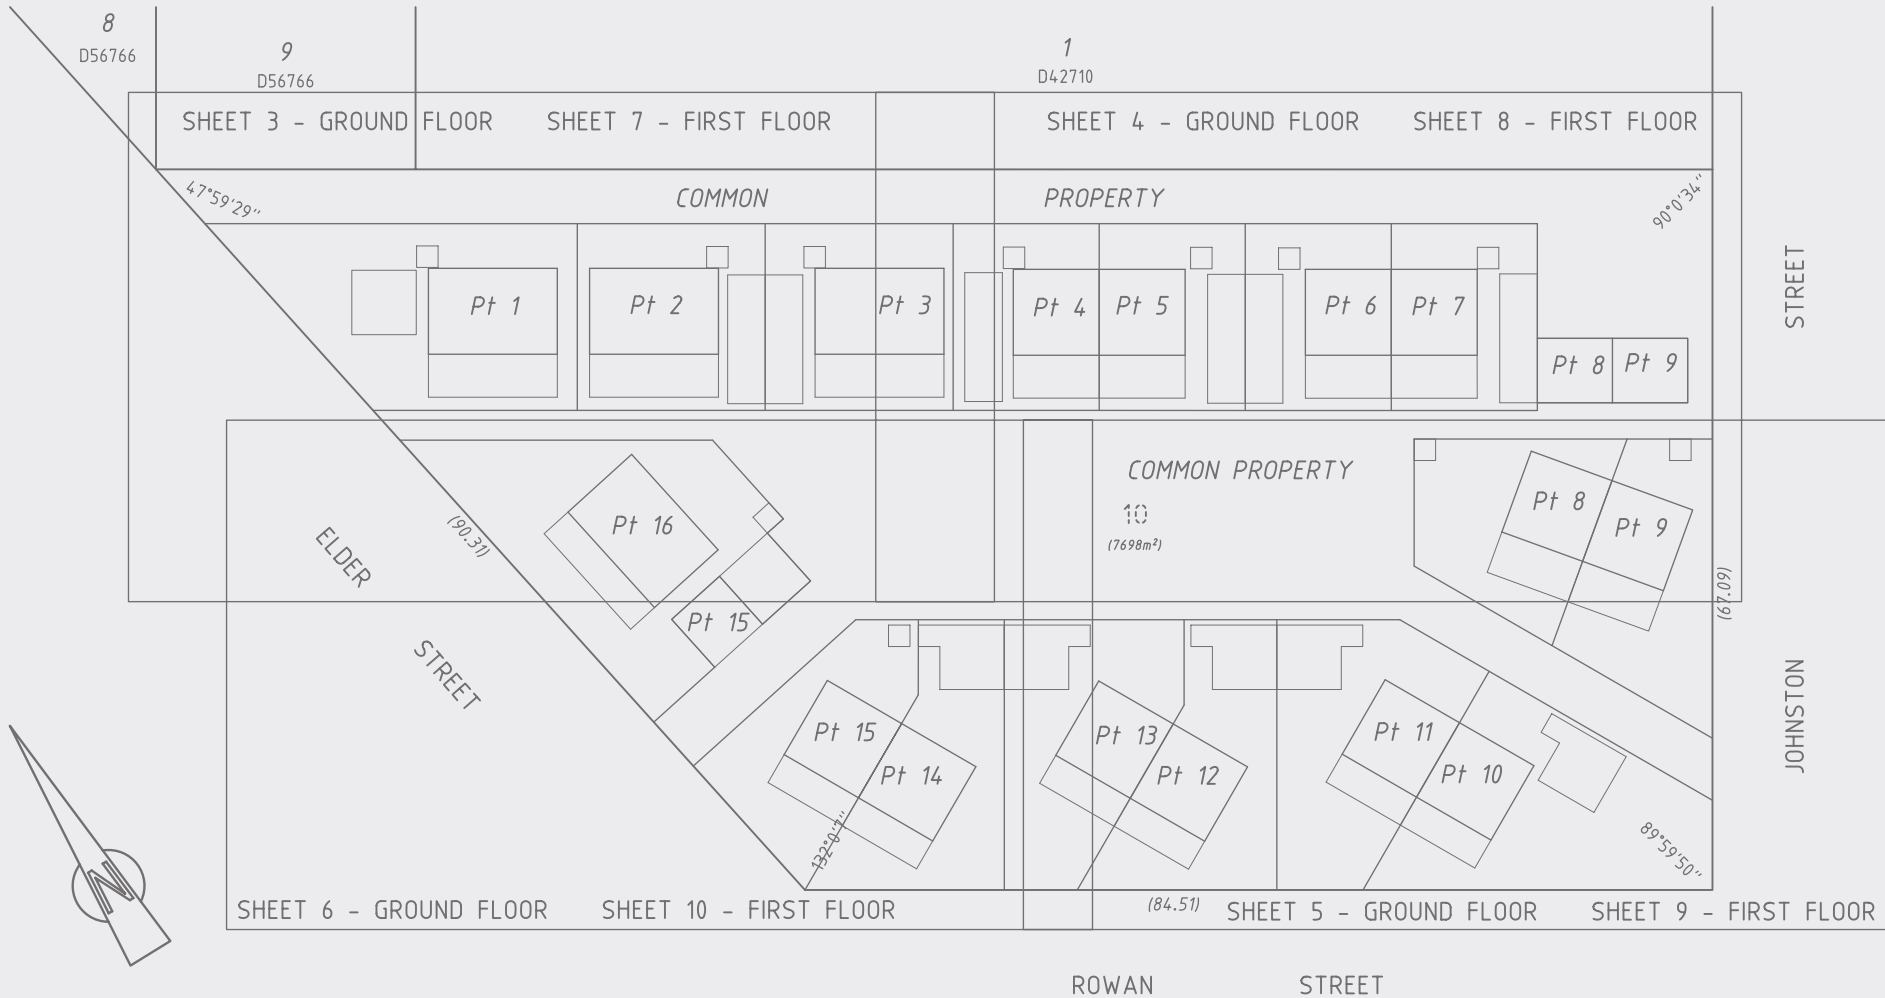 8
D56766
9
D56766
1
D42710
SHEET 3 - GROUND FLOOR
SHEET 7 - FIRST FLOOR
SHEET 4 - GROUND FLOOR
SHEET 8 - FIRST FLOOR
47°59'29"
COMMON PROPERTY
90°0'34"
STREET
Pt 1
Pt 2
Pt 3
Pt 4
Pt 5
Pt 6
Pt 7
Pt 8
Pt 9
COMMON PROPERTY
10
(7698m²)
(90.31)
ELDER
STREET
Pt 16
Pt 15
Pt 8
Pt 9
(67.09)
JOHNSTON
Pt 15
Pt 14
Pt 13
Pt 12
Pt 11
Pt 10
132°0'7"
89°59'50"
N
SHEET 6 - GROUND FLOOR
SHEET 10 - FIRST FLOOR
(84.51)
SHEET 5 - GROUND FLOOR
SHEET 9 - FIRST FLOOR
ROWAN STREET